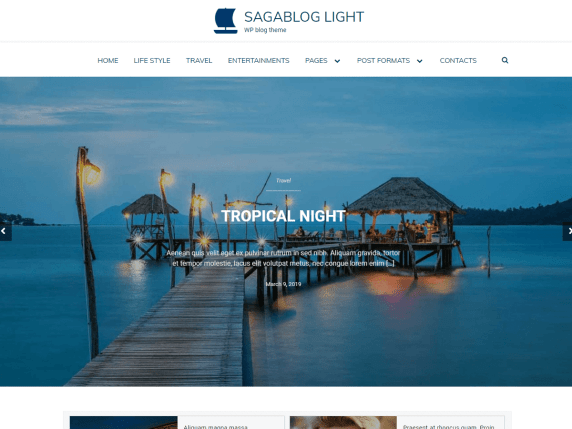 SAGABLOG LIGHT
WP blog theme
HOME LIFE STYLE TRAVEL ENTERTAINMENTS PAGES POST FORMATS CONTACTS
Travel
TROPICAL NIGHT
Aenean quis velit eget ex pulvinar rutrum in sed nibh. Aliquam gravida, tortor
et tempor molestie, lacus elit volutpat metus, nec congue lorem enim [...]
March 9, 2019
Aliquam magna massa Praesent at rhoncus quam. Proin